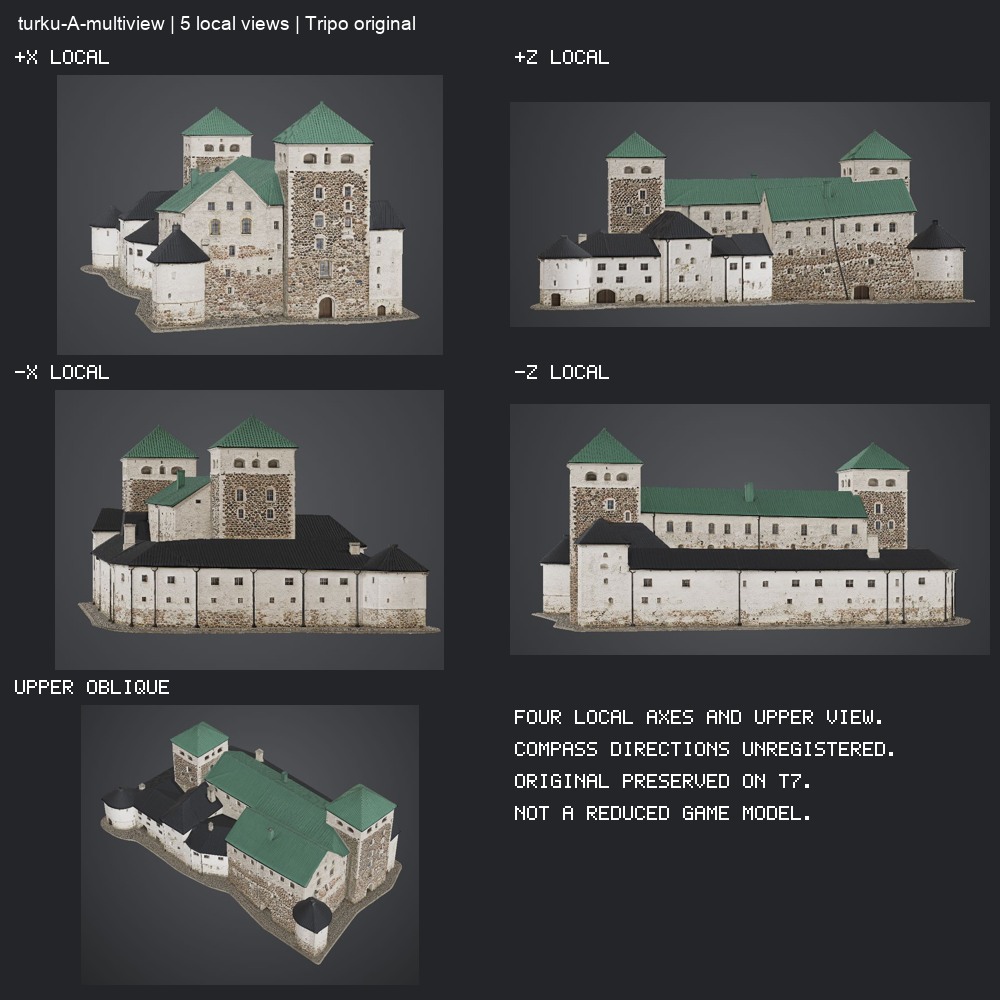 turku-A-multiview | 5 local views | Tripo original
+X LOCAL
+Z LOCAL
-X LOCAL
-Z LOCAL
UPPER OBLIQUE
FOUR LOCAL AXES AND UPPER VIEW.
COMPASS DIRECTIONS UNREGISTERED.
ORIGINAL PRESERVED ON T7.
NOT A REDUCED GAME MODEL.